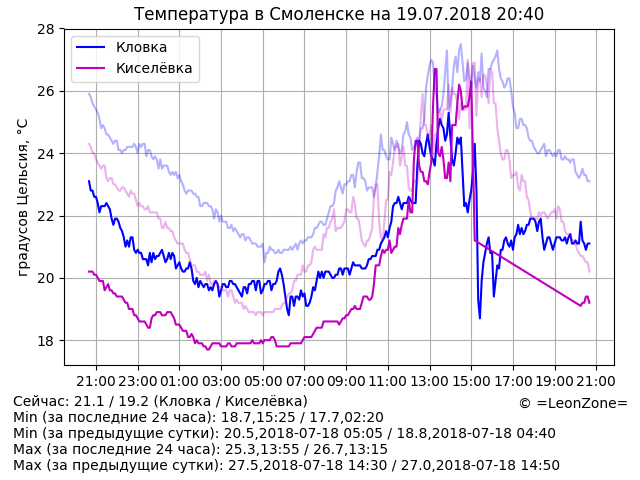 Температура в Смоленске на 19.07.2018 20:40
Кловка
Киселёвка
градусов Цельсия, °C
28
26
24
22
20
18
21:00 23:00 01:00 03:00 05:00 07:00 09:00 11:00 13:00 15:00 17:00 19:00 21:00
Сейчас: 21.1 / 19.2 (Кловка / Киселёвка)
© =LeonZone=
Min (за последние 24 часа): 18.7,15:25 / 17.7,02:20
Min (за предыдущие сутки): 20.5,2018-07-18 05:05 / 18.8,2018-07-18 04:40
Max (за последние 24 часа): 25.3,13:55 / 26.7,13:15
Max (за предыдущие сутки): 27.5,2018-07-18 14:30 / 27.0,2018-07-18 14:50